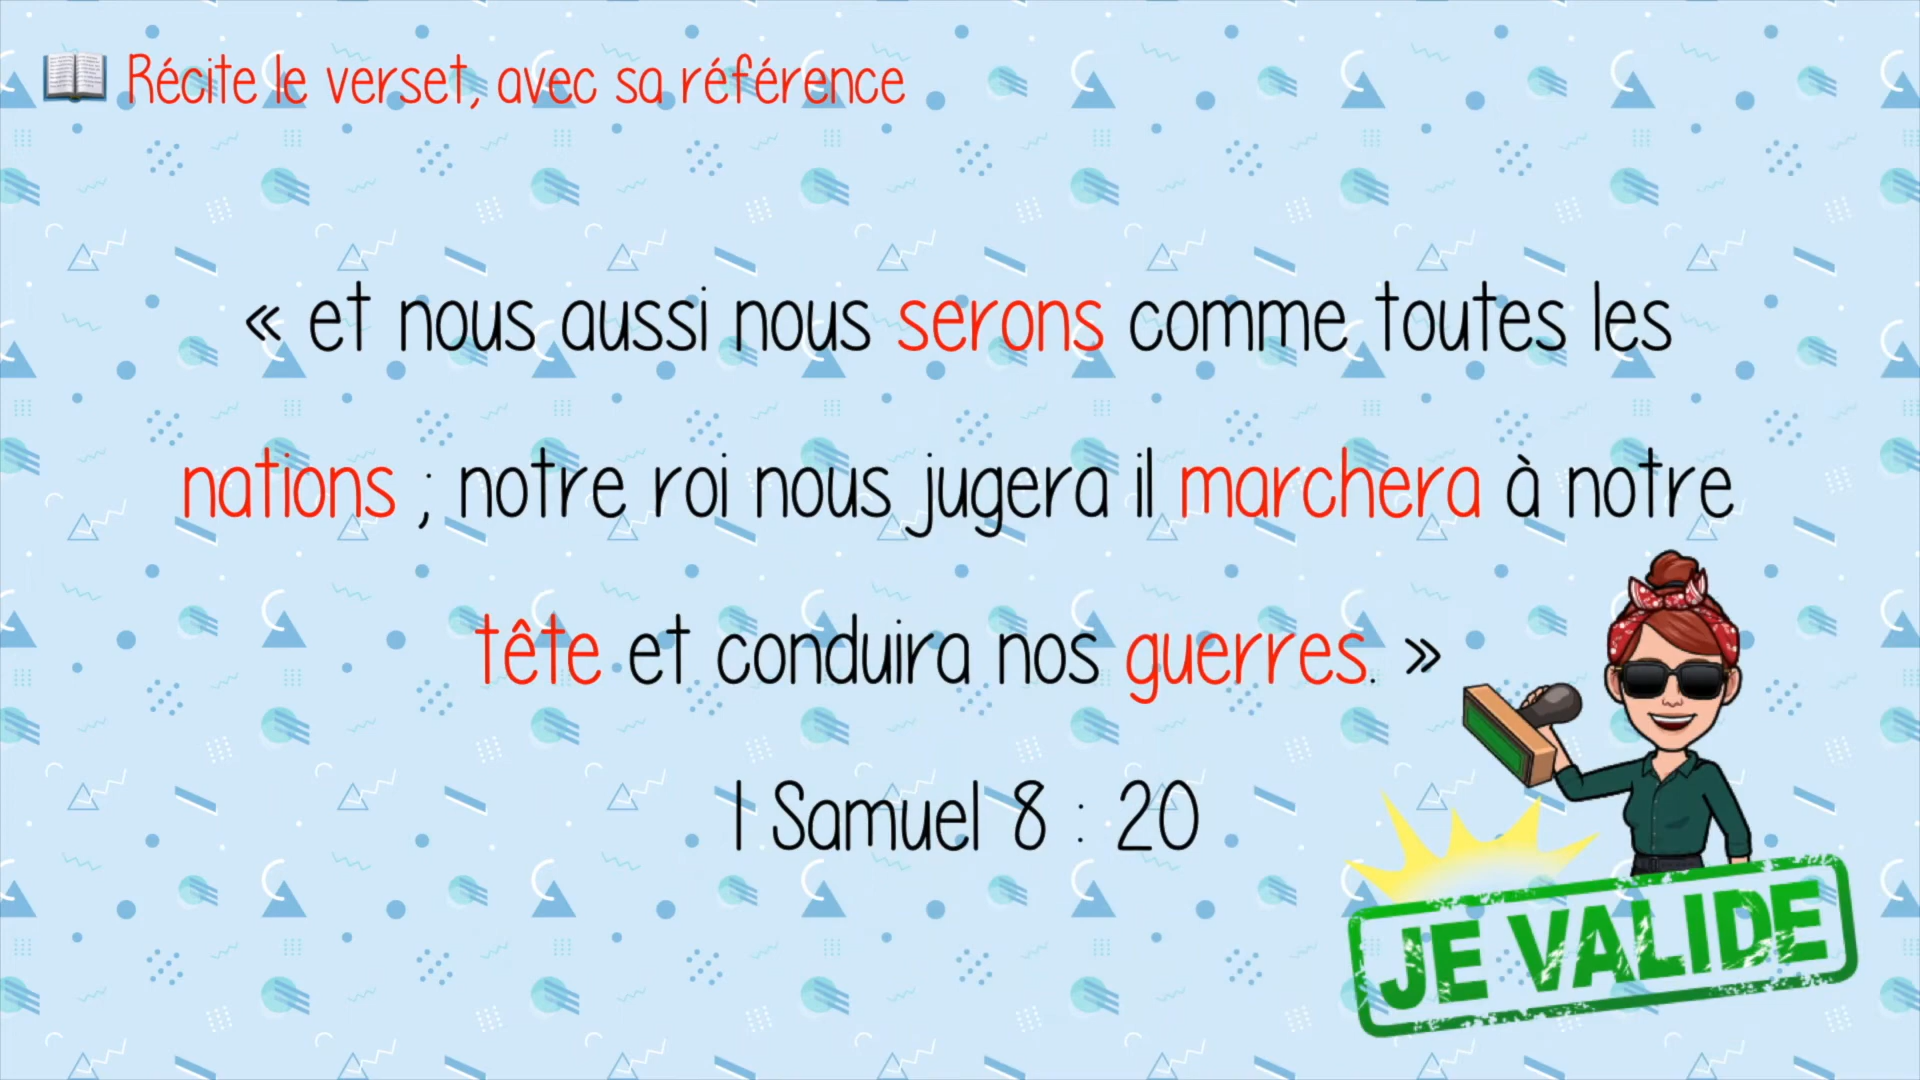 Récite le verset, avec sa référence
« et nous aussi nous serons comme toutes les
nations ; notre roi nous jugera il marchera à notre
tête et conduira nos guerres. »
1 Samuel 8 : 20
JE VALIDE